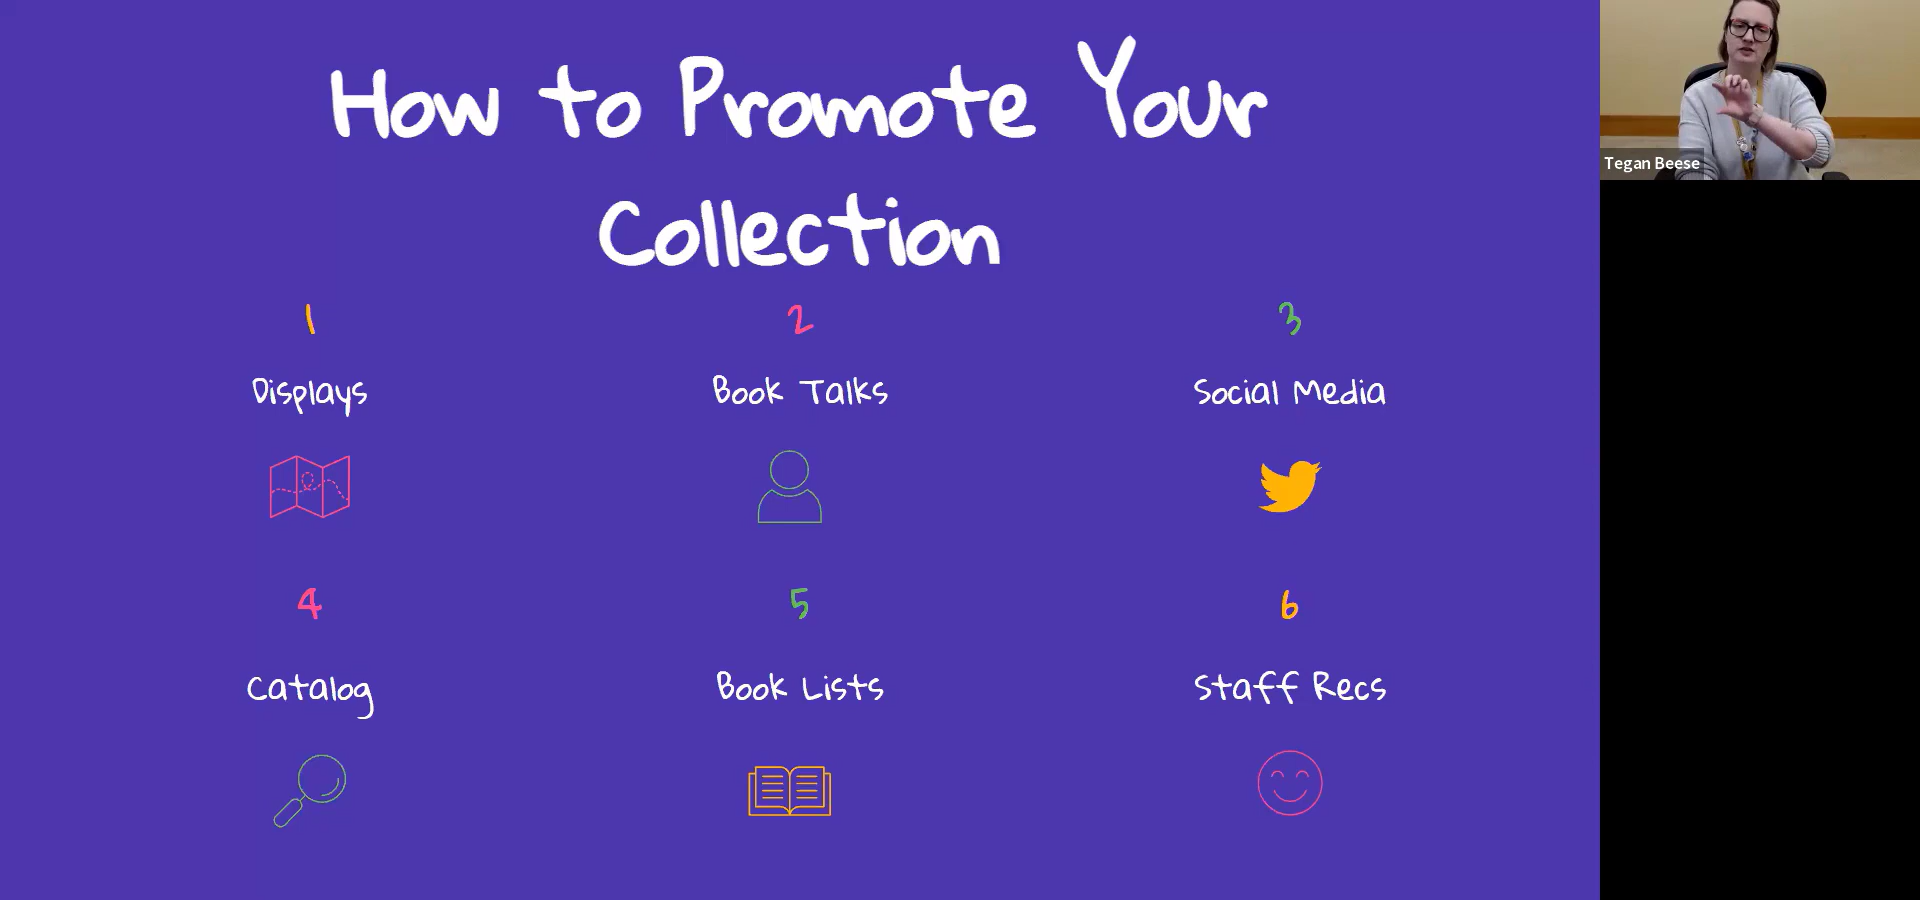 How to Promote Your
Collection
1
2
3
Displays
Book Talks
Social Media
4
5
6
Catalog
Book Lists
Staff Recs
Tegan Beese